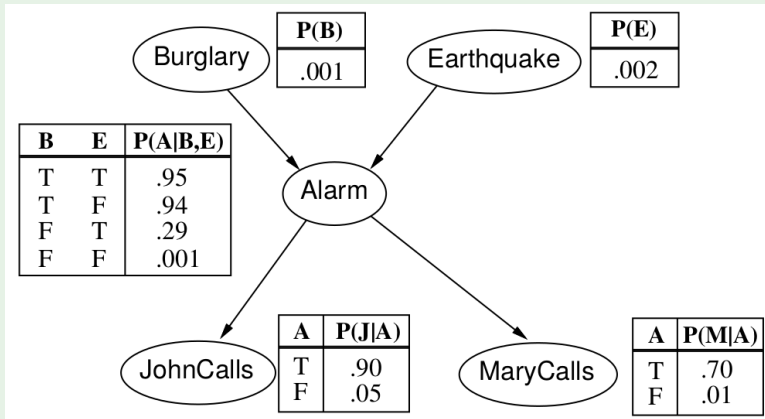 Burglary
P(B)
.001
Earthquake
P(E)
.002
B E P(A|B,E)
T T .95
T F .94
F T .29
F F .001
Alarm
JohnCalls
A P(J|A)
T .90
F .05
MaryCalls
A P(M|A)
T .70
F .01